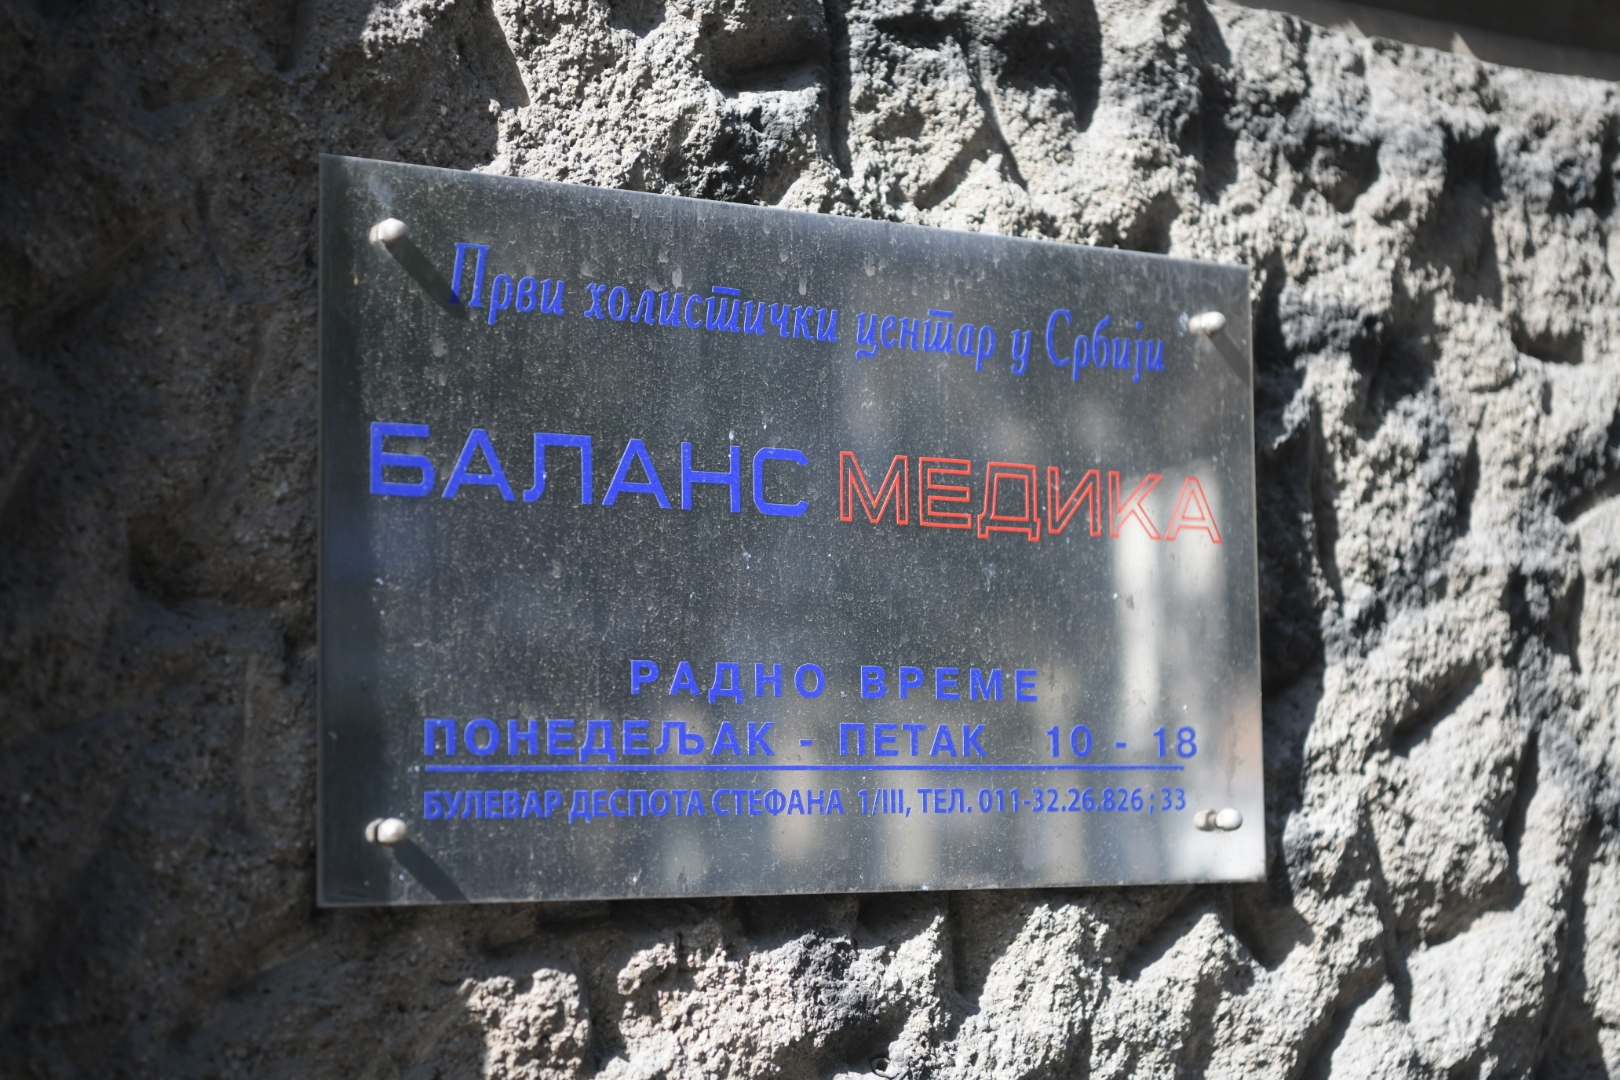 Први холистички центар у Србији
БАЛАНС МЕДИКА
РАДНО ВРЕМЕ
ПОНЕДЕЉАК - ПЕТАК 10 - 18
БУЛЕВАР ДЕСПОТА СТЕФАНА 1/III, ТЕЛ. 011-32.26.826 ; 33